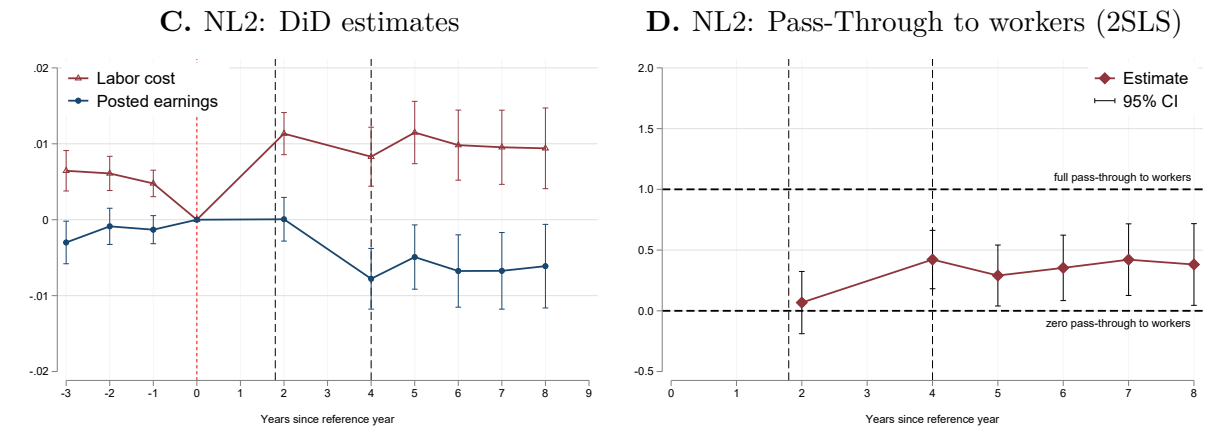 C. NL2: DiD estimates
Labor cost
Posted earnings
.02
.01
0
-.01
-.02
-3 -2 -1 0 1 2 3 4 5 6 7 8 9
Years since reference year
D. NL2: Pass-Through to workers (2SLS)
Estimate
95% CI
2.0
1.5
1.0
0.5
0.0
-0.5
full pass-through to workers
zero pass-through to workers
0 1 2 3 4 5 6 7 8
Years since reference year